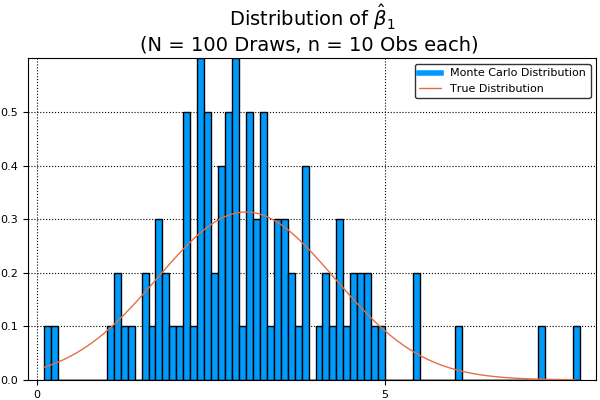 Distribution of β̂₁
(N = 100 Draws, n = 10 Obs each)
Monte Carlo Distribution
True Distribution
0.5
0.4
0.3
0.2
0.1
0.0
0 5